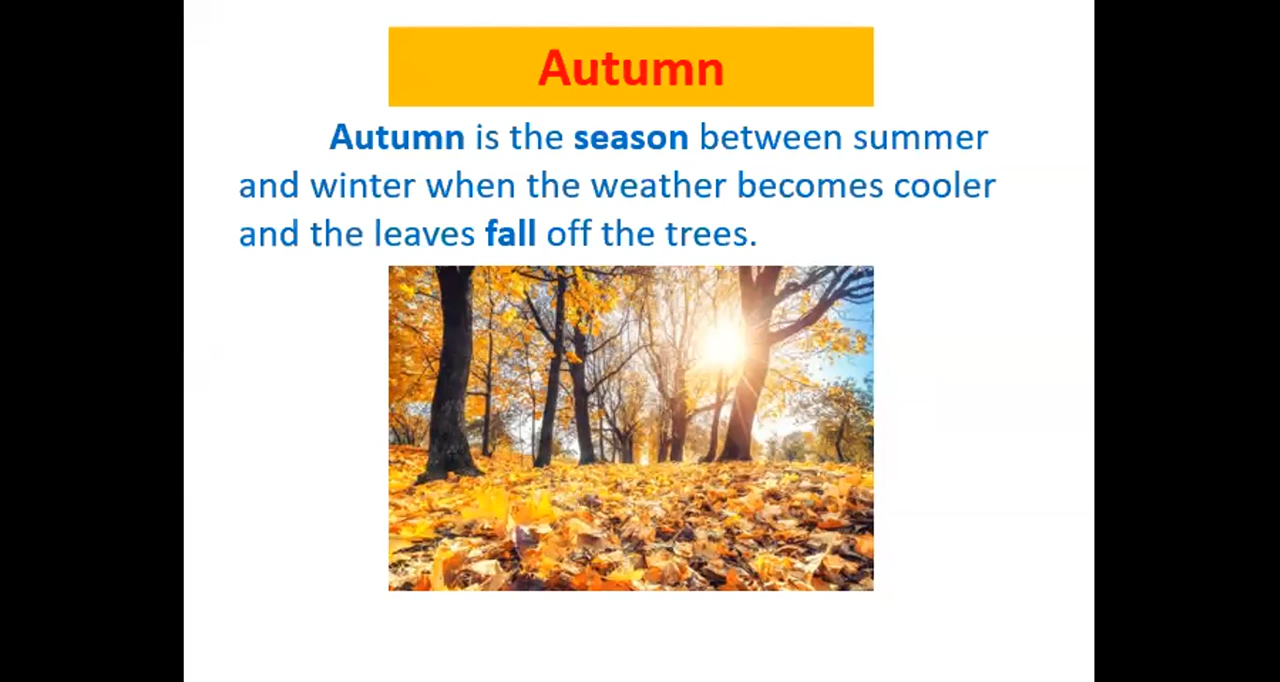 Autumn
Autumn is the season between summer
and winter when the weather becomes cooler
and the leaves fall off the trees.